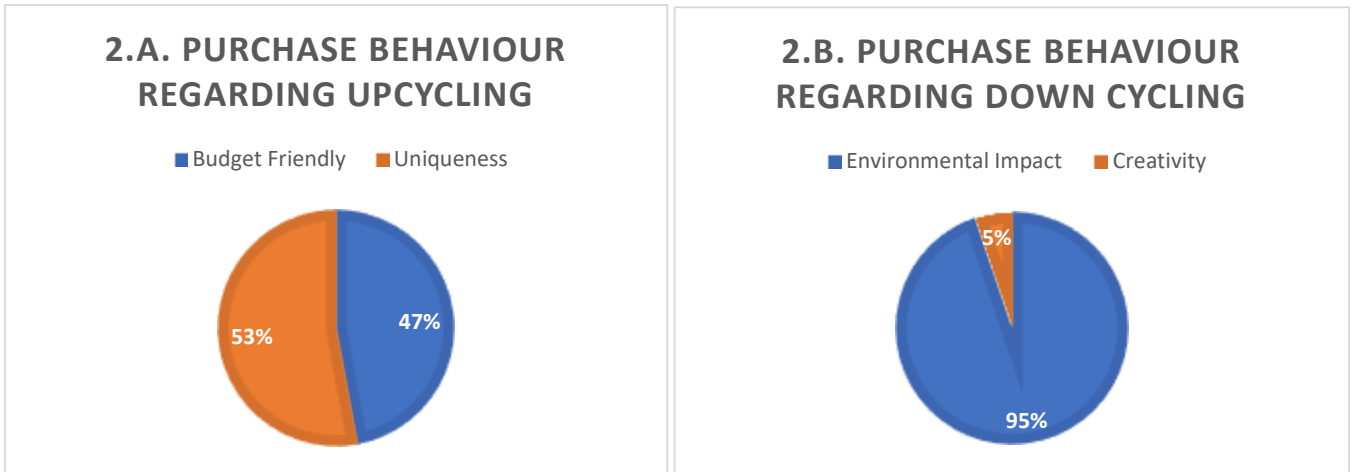 2.A. PURCHASE BEHAVIOUR
REGARDING UPCYCLING
Budget Friendly Uniqueness
53%
47%
2.B. PURCHASE BEHAVIOUR
REGARDING DOWN CYCLING
Environmental Impact Creativity
5%
95%